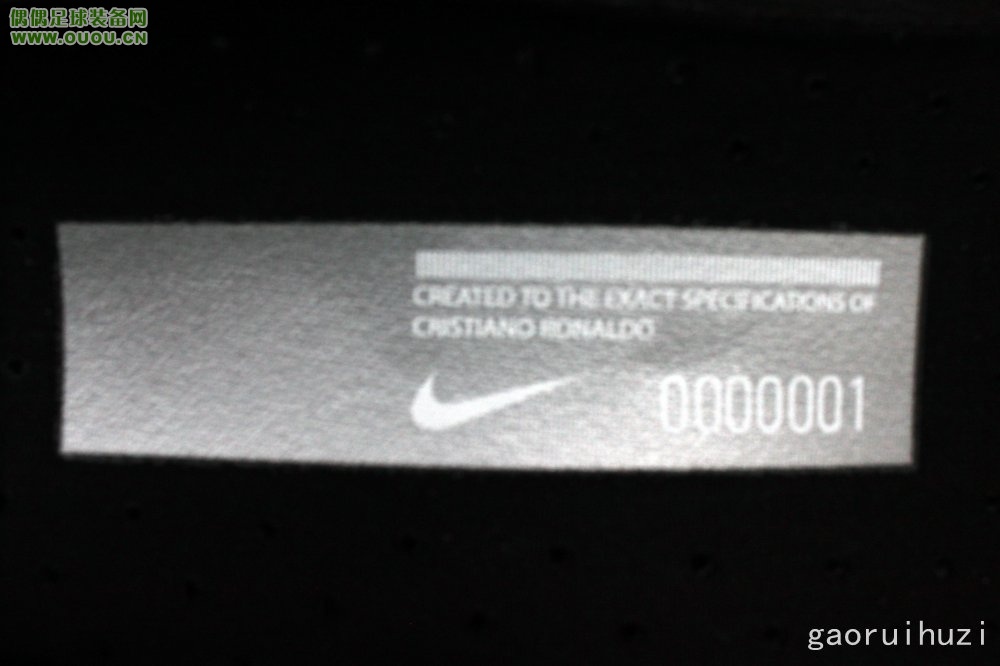 偶偶足球装备网
WWW.OUOU.CN
CREATED TO THE EXACT SPECIFICATIONS OF
CRISTIANO RONALDO
0000001
gaoruihuzi